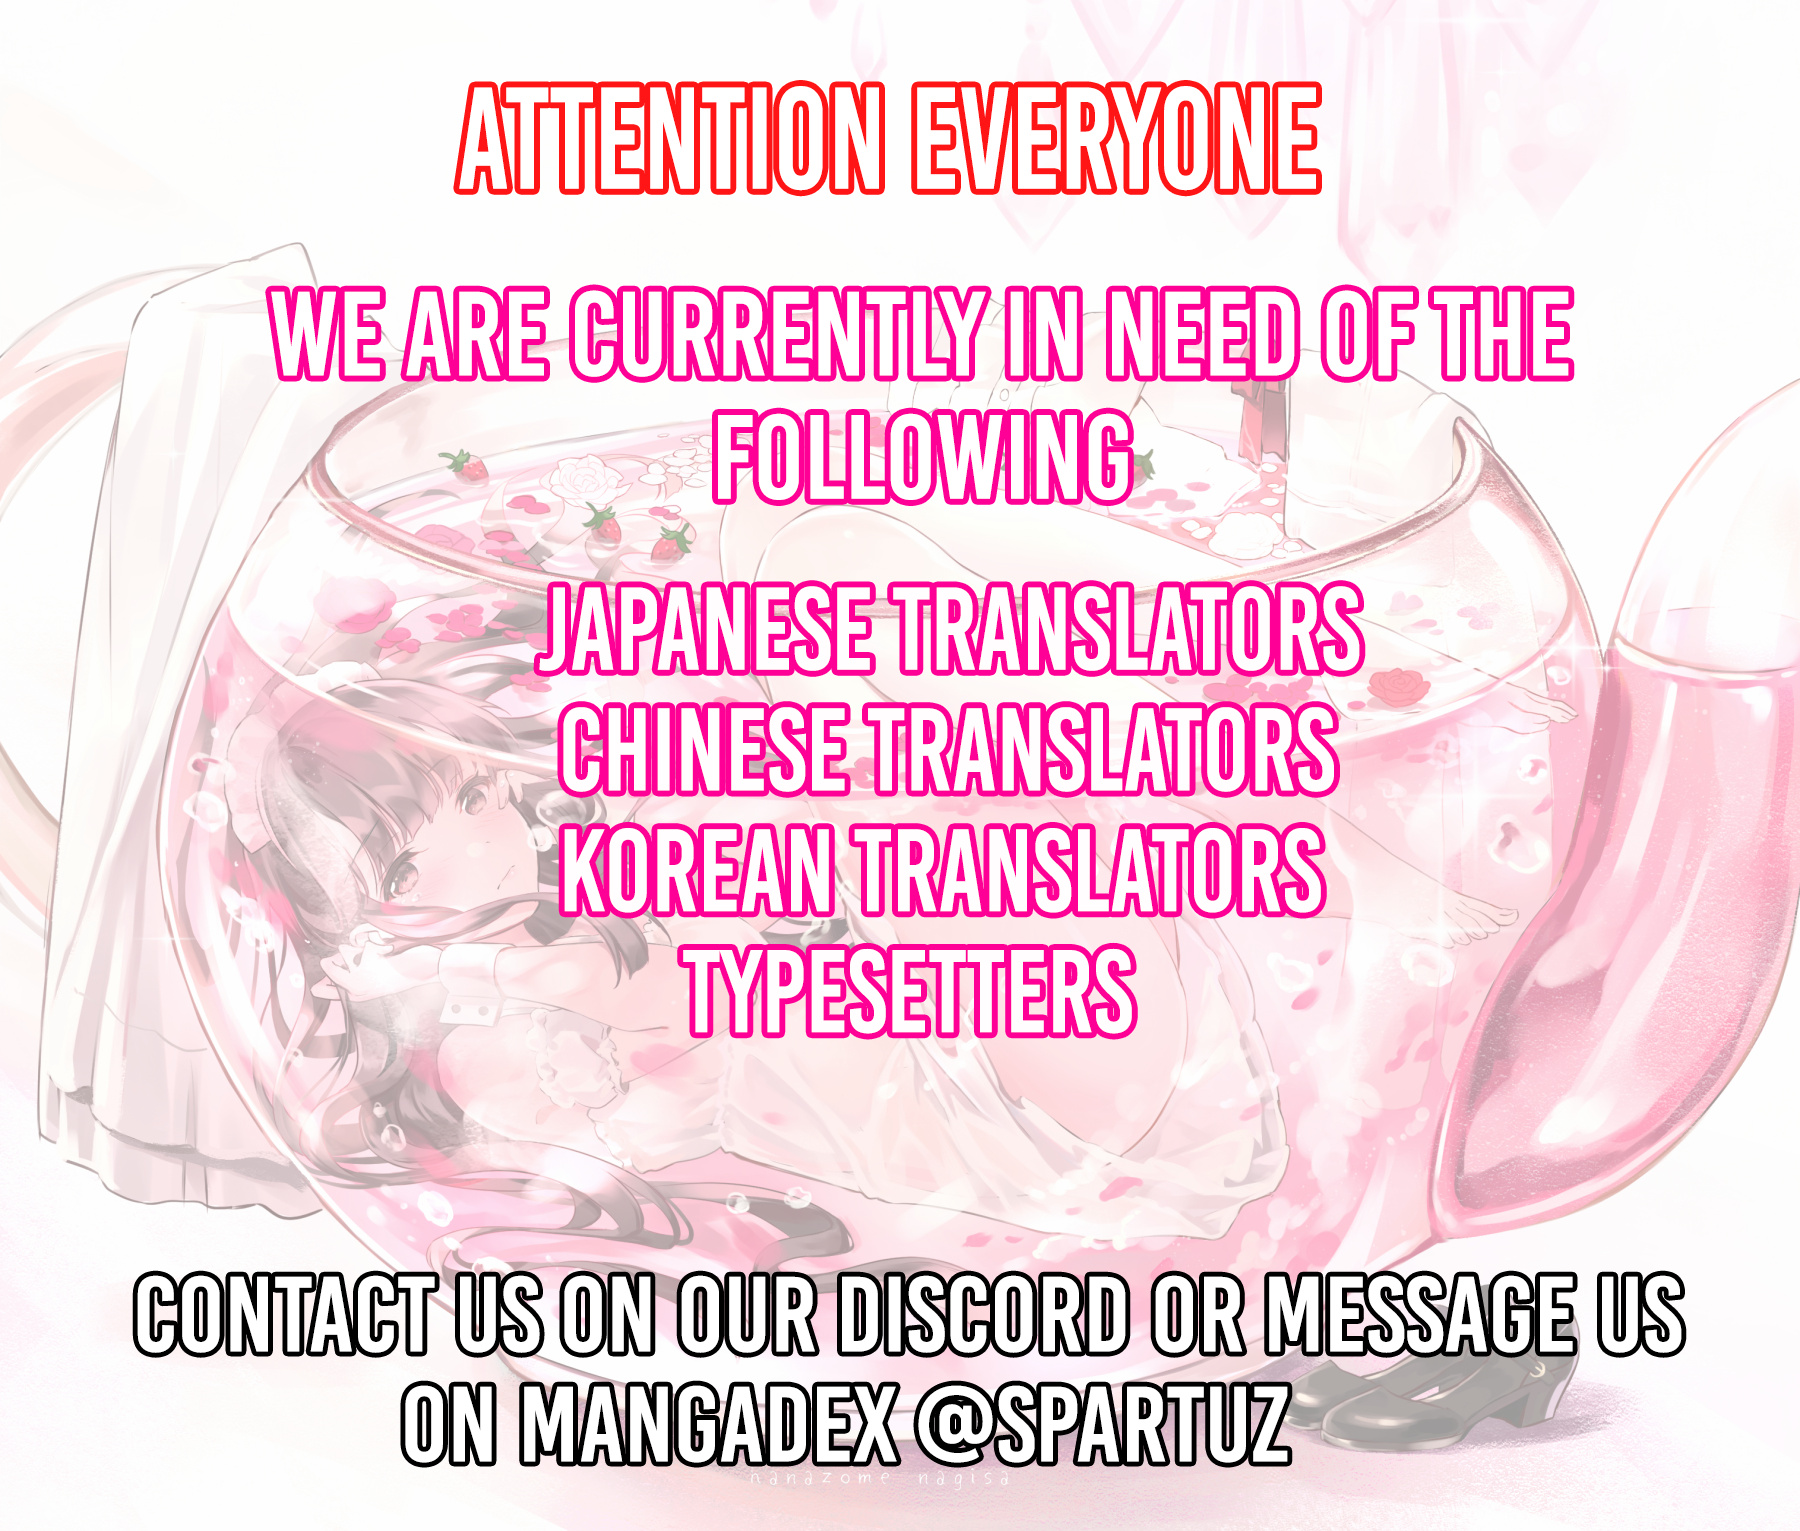 ATTENTION EVERYONE
WE ARE CURRENTLY IN NEED OF THE
FOLLOWING
JAPANESE TRANSLATORS
CHINESE TRANSLATORS
KOREAN TRANSLATORS
TYPESETTERS
CONTACT US ON OUR DISCORD OR MESSAGE US
ON MANGADEX @SPARTUZ
nanazome nagisa